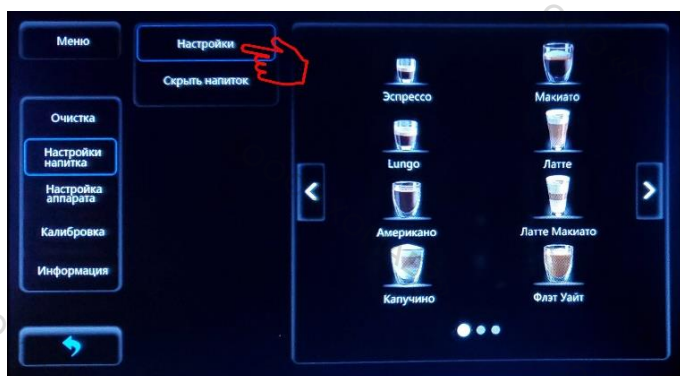 Меню
Настройки
Скрыть напиток
Очистка
Настройки
напитка
Настройка
аппарата
Калибровка
Информация
Эспрессо
Макиато
Lungo
Латте
Американо
Латте Макиато
Капучино
Флэт Уайт